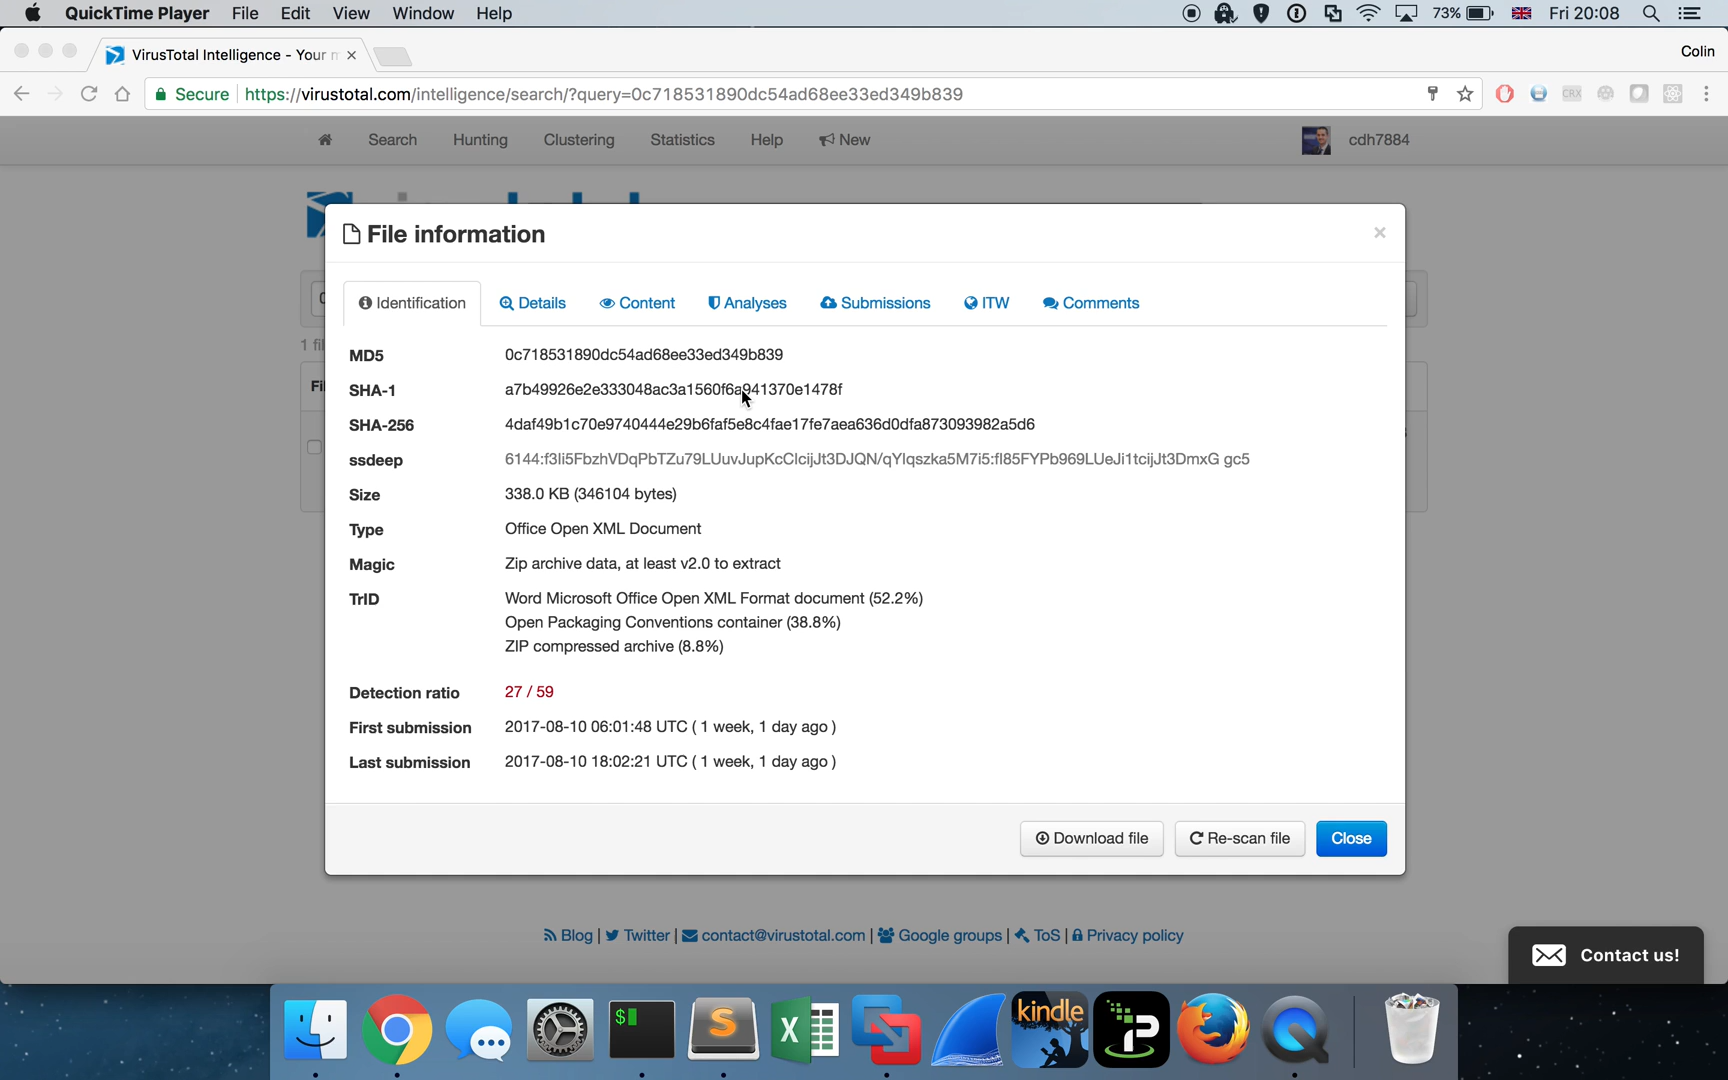 QuickTime Player File Edit View Window Help 73% Fri 20:08
VirusTotal Intelligence - Your
Colin
Secure https://virustotal.com/intelligence/search/?query=0c718531890dc54ad68ee33ed349b839
CRX
Search Hunting Clustering Statistics Help New cdh7884
File information
Identification Details Content Analyses Submissions ITW Comments
1 fil
MD5 0c718531890dc54ad68ee33ed349b839
Fi
SHA-1 a7b49926e2e333048ac3a1560f6a941370e1478f
SHA-256 4daf49b1c70e9740444e29b6faf5e8c4fae17fe7aea636d0dfa873093982a5d6
ssdeep
Size 338.0 KB (346104 bytes)
Type Office Open XML Document
Magic Zip archive data, at least v2.0 to extract
TrID Word Microsoft Office Open XML Format document (52.2%)
Open Packaging Conventions container (38.8%)
ZIP compressed archive (8.8%)
Detection ratio 27 / 59
First submission 2017-08-10 06:01:48 UTC ( 1 week, 1 day ago )
Last submission 2017-08-10 18:02:21 UTC ( 1 week, 1 day ago )
Download file Re-scan file Close
Blog | Twitter | contact@virustotal.com | Google groups | ToS | Privacy policy
Contact us!
$
S
X
kindle
P